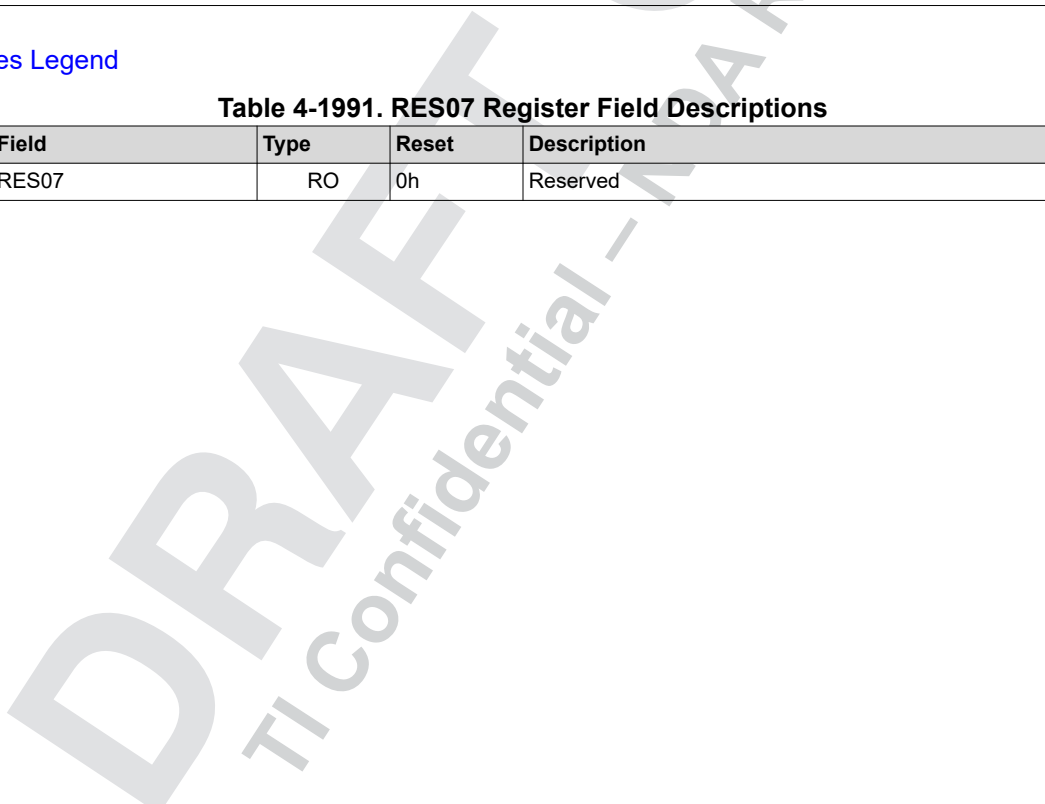 es Legend
Table 4-1991. RES07 Register Field Descriptions
Field Type Reset Description
RES07 RO 0h Reserved
DRAFT
TI Confidential – NDA